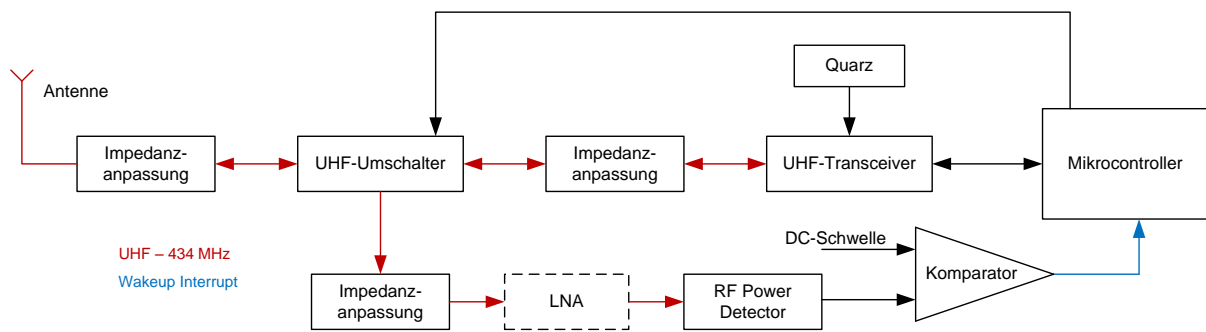 Quarz
Antenne
Impedanz-
anpassung
UHF-Umschalter
Impedanz-
anpassung
UHF-Transceiver
Mikrocontroller
UHF – 434 MHz
Wakeup Interrupt
DC-Schwelle
Komparator
Impedanz-
anpassung
LNA
RF Power
Detector